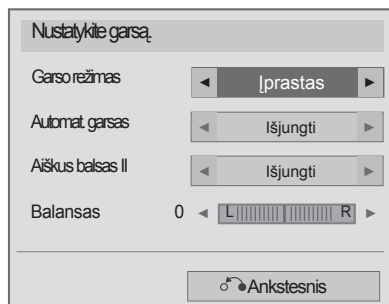 Nustatykite garsą.
Garso režimas ◄ Įprastas ►
Automat. garsas ◄ Išjungti ►
Aiškus balsas II ◄ Išjungti ►
Balansas 0 ◄ L R ►
Ankstesnis